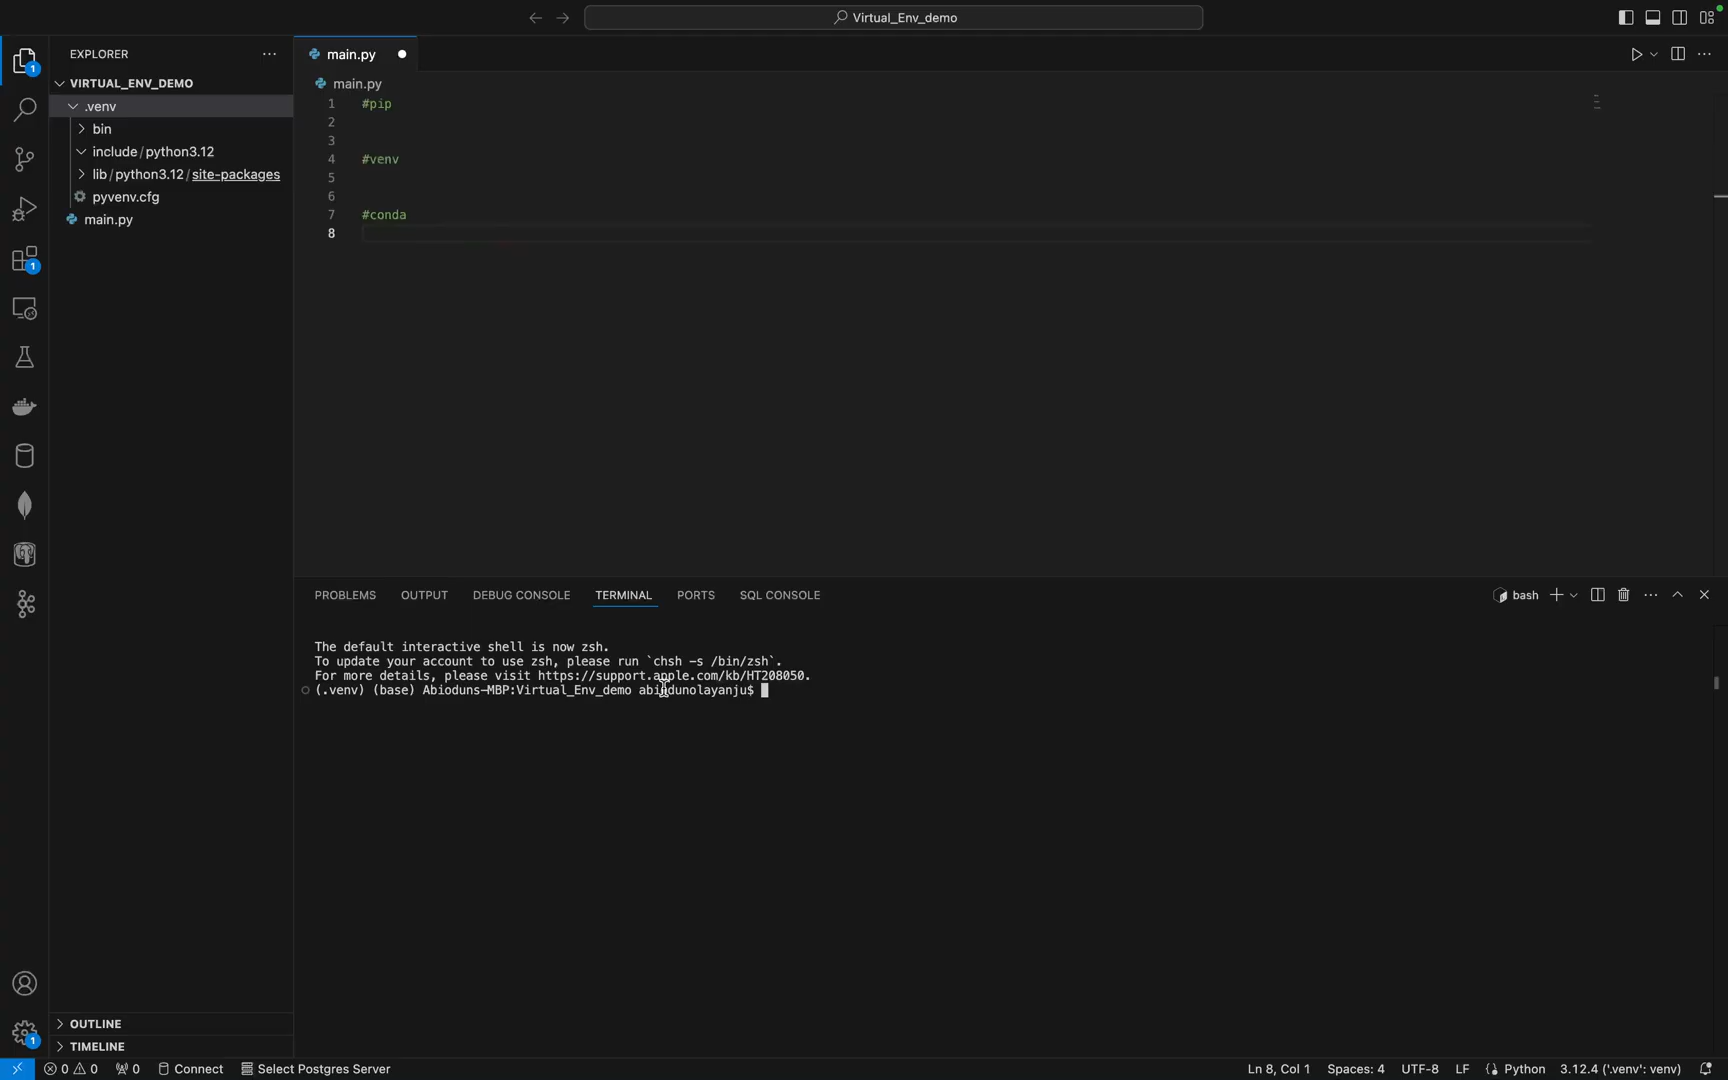 Virtual_Env_demo
EXPLORER
main.py
VIRTUAL_ENV_DEMO
main.py
.venv
bin
include/python3.12
lib/python3.12/site-packages
pyvenv.cfg
main.py
1 #pip
2
3
4 #venv
5
6
7 #conda
8
1
1
PROBLEMS OUTPUT DEBUG CONSOLE TERMINAL PORTS SQL CONSOLE
bash
The default interactive shell is now zsh.
To update your account to use zsh, please run `chsh -s /bin/zsh`.
For more details, please visit https://support.apple.com/kb/HT208050.
(.venv) (base) Abioduns-MBP:Virtual_Env_demo abiodunolayanju$
OUTLINE
1
TIMELINE
0 0 0 Connect Select Postgres Server Ln 8, Col 1 Spaces: 4 UTF-8 LF Python 3.12.4 ('.venv': venv)